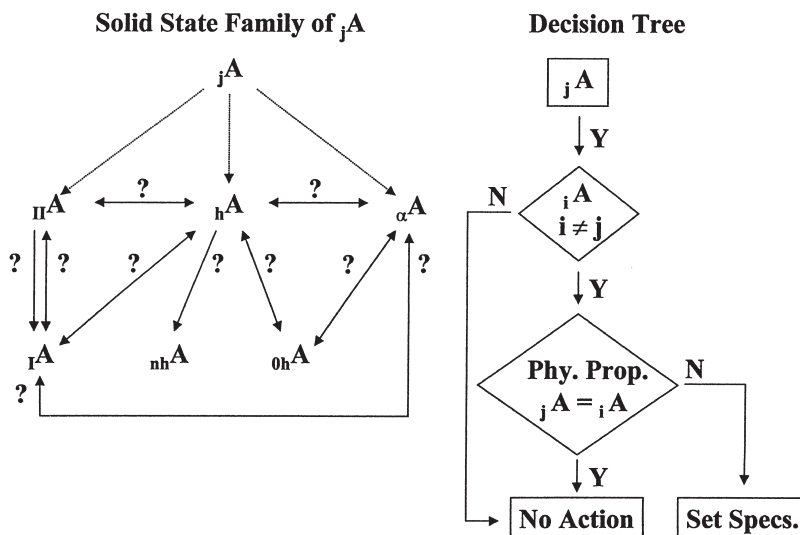 Solid State Family of jA
jA
?
?
IIA
hA
αA
?
?
?
?
?
?
IA
nhA
0hA
?
Decision Tree
jA
Y
N
iA
i ≠ j
Y
Phy. Prop.
jA = iA
N
Y
No Action
Set Specs.